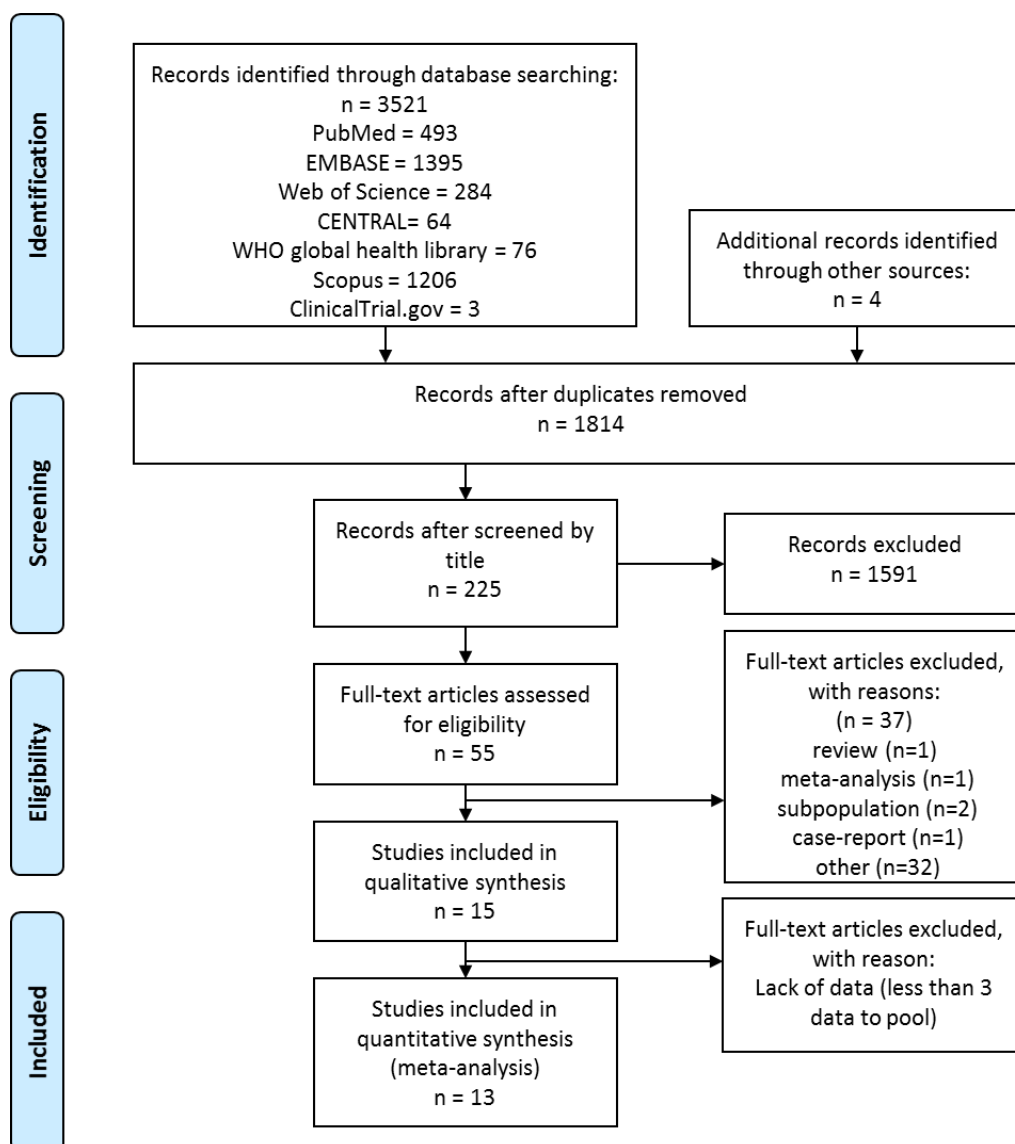 Identification
Records identified through database searching:
n = 3521
PubMed = 493
EMBASE = 1395
Web of Science = 284
CENTRAL= 64
WHO global health library = 76
Scopus = 1206
ClinicalTrial.gov = 3
Additional records identified
through other sources:
n = 4
Records after duplicates removed
n = 1814
Screening
Records after screened by
title
n = 225
Records excluded
n = 1591
Eligibility
Full-text articles assessed
for eligibility
n = 55
Full-text articles excluded,
with reasons:
(n = 37)
review (n=1)
meta-analysis (n=1)
subpopulation (n=2)
case-report (n=1)
other (n=32)
Studies included in
qualitative synthesis
n = 15
Included
Full-text articles excluded,
with reason:
Lack of data (less than 3
data to pool)
Studies included in
quantitative synthesis
(meta-analysis)
n = 13